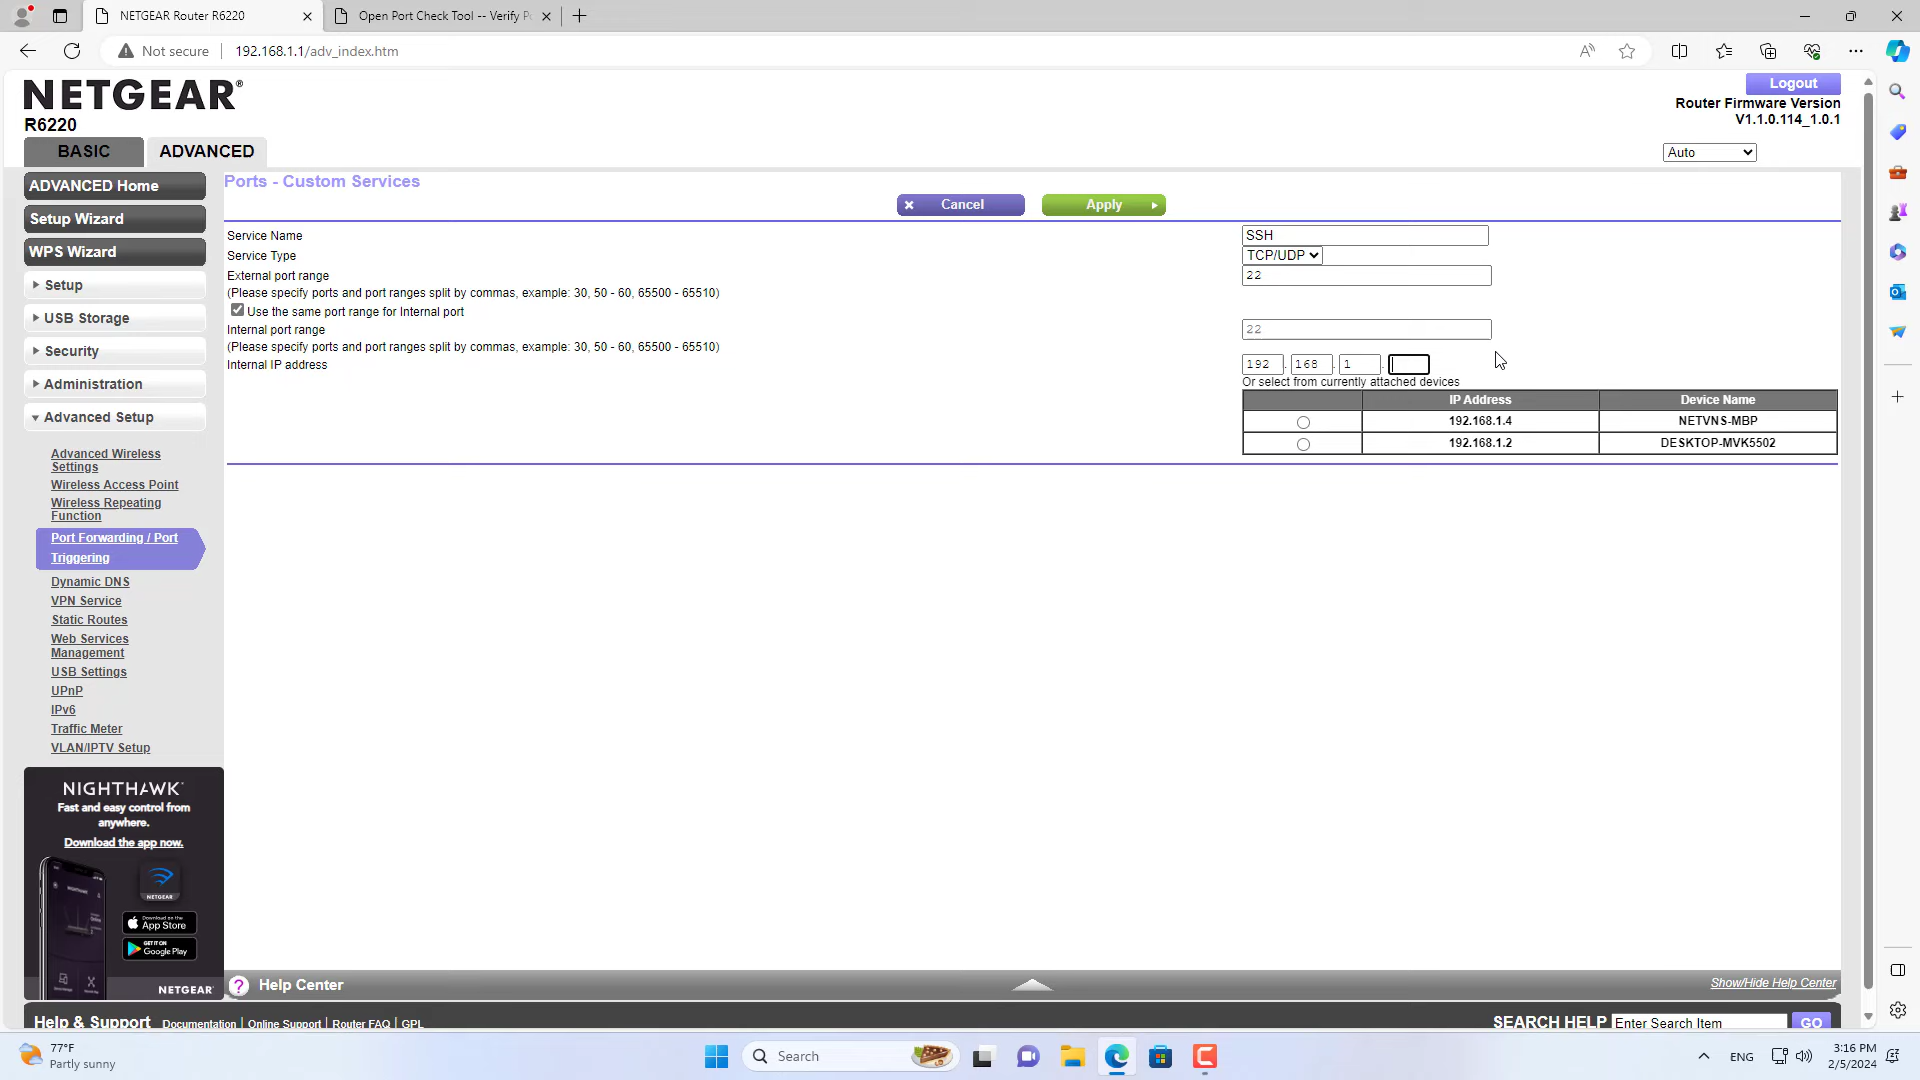 NETGEAR Router R6220
Open Port Check Tool -- Verify P
Not secure
192.168.1.1/adv_index.htm
NETGEAR®
R6220
Logout
Router Firmware Version
V1.1.0.114_1.0.1
BASIC
ADVANCED
Auto
ADVANCED Home
Setup Wizard
WPS Wizard
Setup
USB Storage
Security
Administration
Advanced Setup
Advanced Wireless
Settings
Wireless Access Point
Wireless Repeating
Function
Port Forwarding / Port
Triggering
Dynamic DNS
VPN Service
Static Routes
Web Services
Management
USB Settings
UPnP
IPv6
Traffic Meter
VLAN/IPTV Setup
Ports - Custom Services
Cancel
Apply
Service Name
SSH
Service Type
TCP/UDP
External port range
22
(Please specify ports and port ranges split by commas, example: 30, 50 - 60, 65500 - 65510)
Use the same port range for Internal port
Internal port range
22
(Please specify ports and port ranges split by commas, example: 30, 50 - 60, 65500 - 65510)
Internal IP address
192 . 168 . 1 .
Or select from currently attached devices
IP Address Device Name
192.168.1.4 NETVNS-MBP
192.168.1.2 DESKTOP-MVK5502
NIGHTHAWK
Fast and easy control from
anywhere.
Download the app now.
NETGEAR
Download on the
App Store
GET IT ON
Google Play
NETGEAR
Help Center
Show/Hide Help Center
Help & Support Documentation | Online Support | Router FAQ | GPL
SEARCH HELP Enter Search Item GO
77°F
Partly sunny
Search
ENG
3:16 PM
2/5/2024